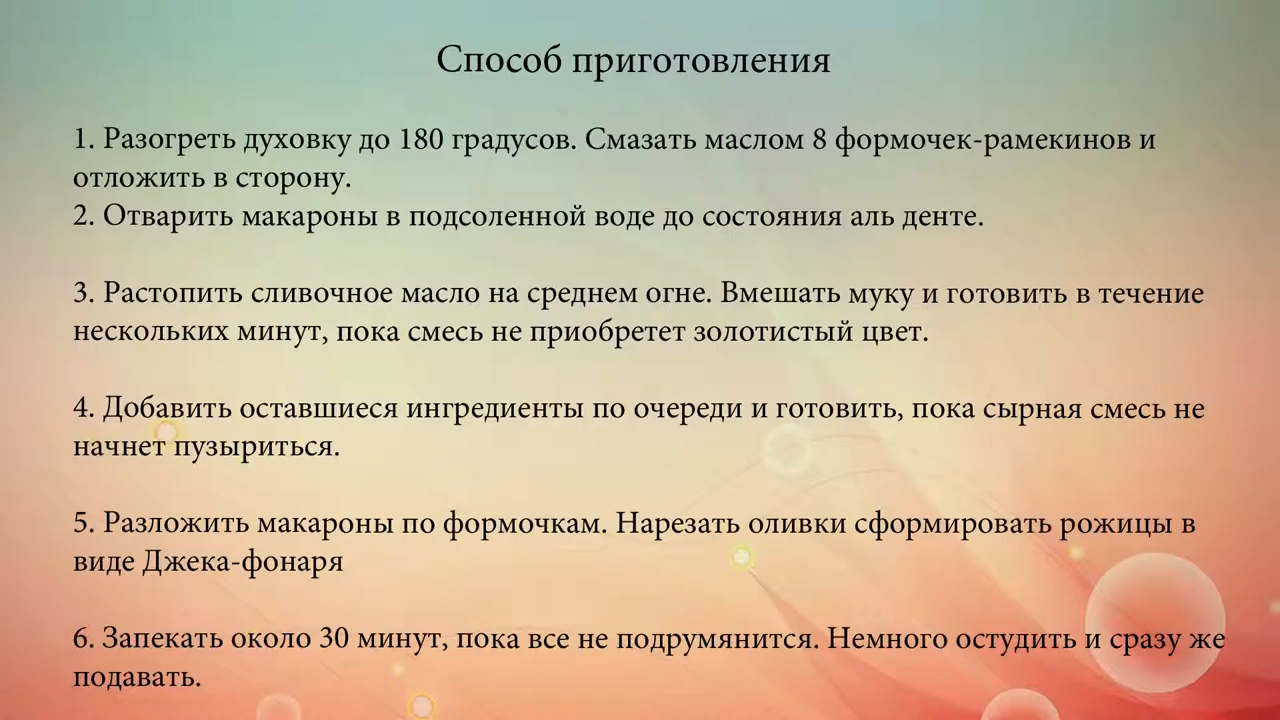 Способ приготовления
1. Разогреть духовку до 180 градусов. Смазать маслом 8 формочек-рамекинов и
отложить в сторону.
2. Отварить макароны в подсоленной воде до состояния аль денте.
3. Растопить сливочное масло на среднем огне. Вмешать муку и готовить в течение
нескольких минут, пока смесь не приобретет золотистый цвет.
4. Добавить оставшиеся ингредиенты по очереди и готовить, пока сырная смесь не
начнет пузыриться.
5. Разложить макароны по формочкам. Нарезать оливки сформировать рожицы в
виде Джека-фонаря
6. Запекать около 30 минут, пока все не подрумянится. Немного остудить и сразу же
подавать.